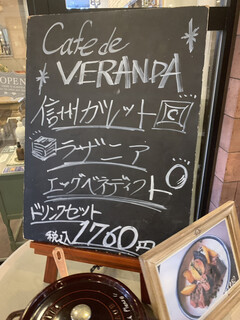 Cafe de
VERANDA
信州ガレット
ラザニア
エッグベネディクト
ドリンクセット
税込 1760円
OPEN